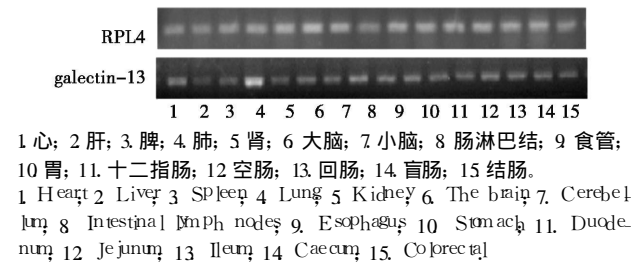 RPL4
galectin-13
1 2 3 4 5 6 7 8 9 10 11 12 13 14 15
1. 心; 2 肝; 3. 脾; 4. 肺; 5. 肾; 6 大脑; 7. 小脑; 8 肠淋巴结; 9. 食管;
10. 胃; 11. 十二指肠; 12 空肠; 13. 回肠; 14. 盲肠; 15 结肠。
1. Heart; 2 Liver; 3 Spleen; 4 Lung; 5. Kidney; 6. The brain; 7. Cerebel-
lum; 8 Intestinal lymph nodes; 9. Esophagus; 10 Stomach; 11. Duode-
num; 12 Jejunum; 13 Ileum; 14 Caecum; 15. Colorectal